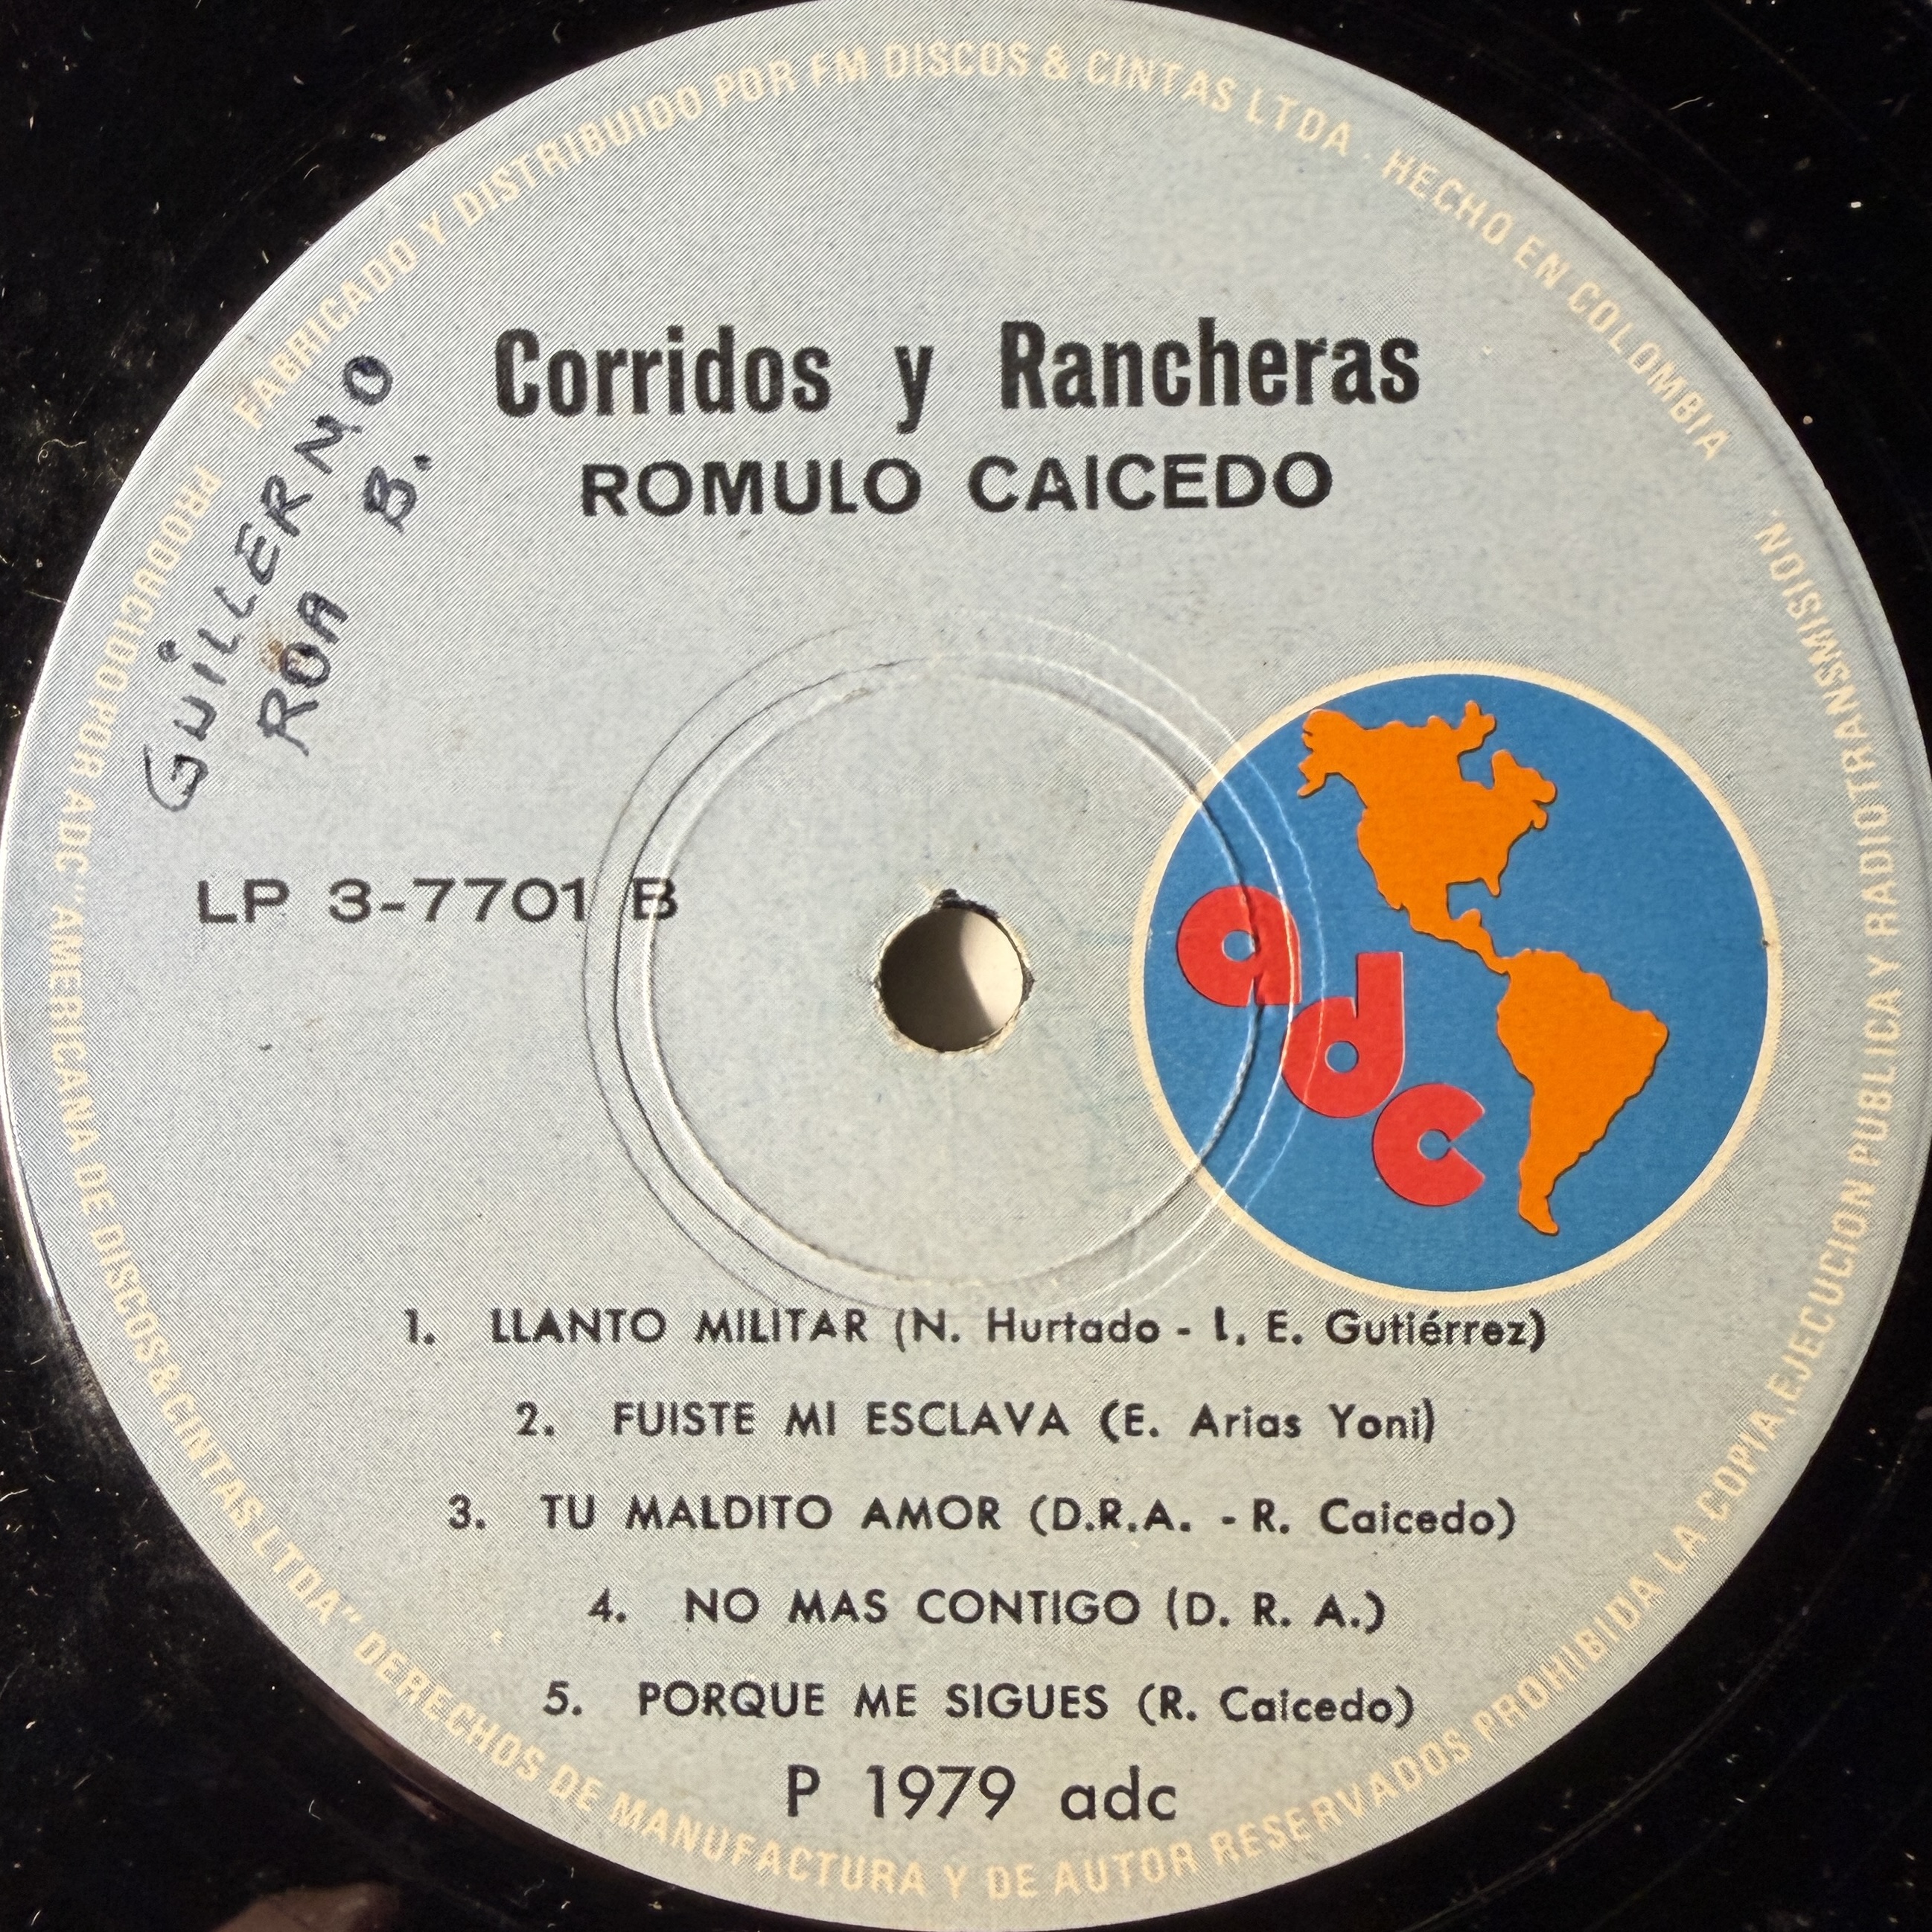 FABRICADO Y DISTRIBUIDO POR FM DISCOS & CINTAS LTDA. HECHO EN COLOMBIA
Corridos y Rancheras
ROMULO CAICEDO
GUILLERMO
ROA B.
LP 3-7701 B
adc
1. LLANTO MILITAR (N. Hurtado - I. E. Gutiérrez)
2. FUISTE MI ESCLAVA (E. Arias Yoni)
3. TU MALDITO AMOR (D.R.A. - R. Caicedo)
4. NO MAS CONTIGO (D. R. A.)
5. PORQUE ME SIGUES (R. Caicedo)
P 1979 adc
PRODUCIDO POR ADC "AMERICANA DE DISCOS & CINTAS LTDA" DERECHOS DE MANUFACTURA Y DE AUTOR RESERVADOS PROHIBIDA LA COPIA, EJECUCION PUBLICA Y RADIOTRANSMISION.